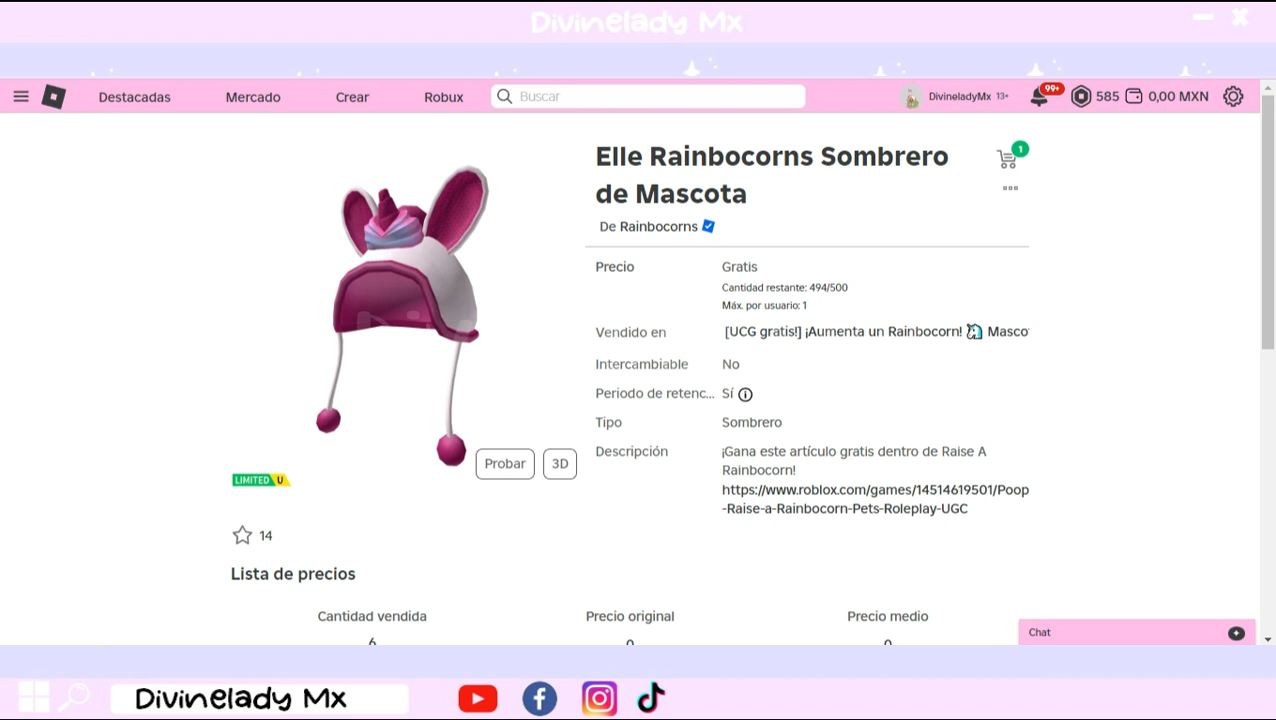 Divinelady Mx
Destacadas
Mercado
Crear
Robux
Buscar
DivineladyMx 13+
99+
585
0,00 MXN
Elle Rainbocorns Sombrero
de Mascota
1
De Rainbocorns
Precio
Gratis
Cantidad restante: 494/500
Máx. por usuario: 1
Vendido en
[UCG gratis!] ¡Aumenta un Rainbocorn! Masco
Intercambiable
No
Periodo de retenc...
Sí
Tipo
Sombrero
Descripción
¡Gana este artículo gratis dentro de Raise A
Rainbocorn!
https://www.roblox.com/games/14514619501/Poop
-Raise-a-Rainbocorn-Pets-Roleplay-UGC
Probar
3D
LIMITED U
14
Lista de precios
Cantidad vendida
Precio original
Precio medio
6
0
0
Chat
Divinelady Mx